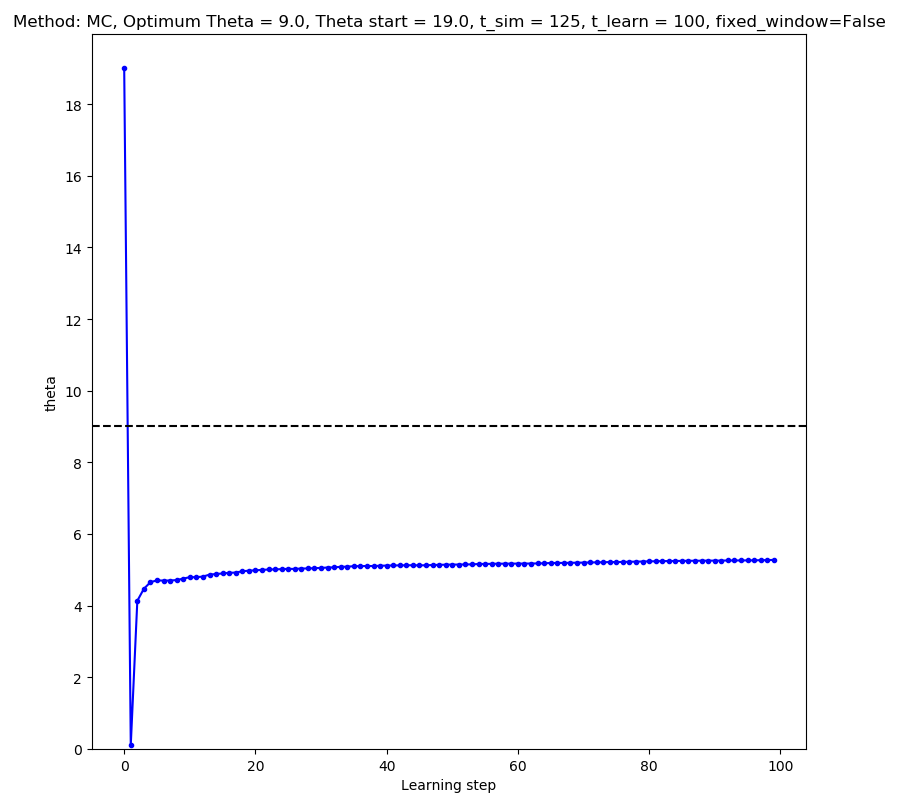 Method: MC, Optimum Theta = 9.0, Theta start = 19.0, t_sim = 125, t_learn = 100, fixed_window=False
18
16
14
12
10
8
6
4
2
0
theta
0 20 40 60 80 100
Learning step